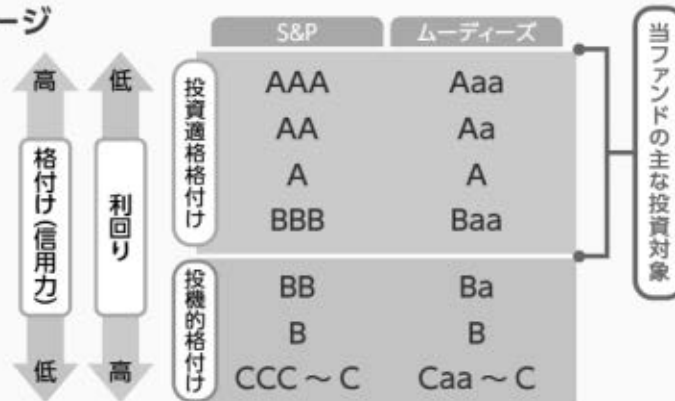 ージ
S&P ムーディーズ
高 低
格付け(信用力)
利回り
低 高
投資適格格付け
AAA Aaa
AA Aa
A A
BBB Baa
投機的格付け
BB Ba
B B
CCC ~ C Caa ~ C
当ファンドの主な投資対象